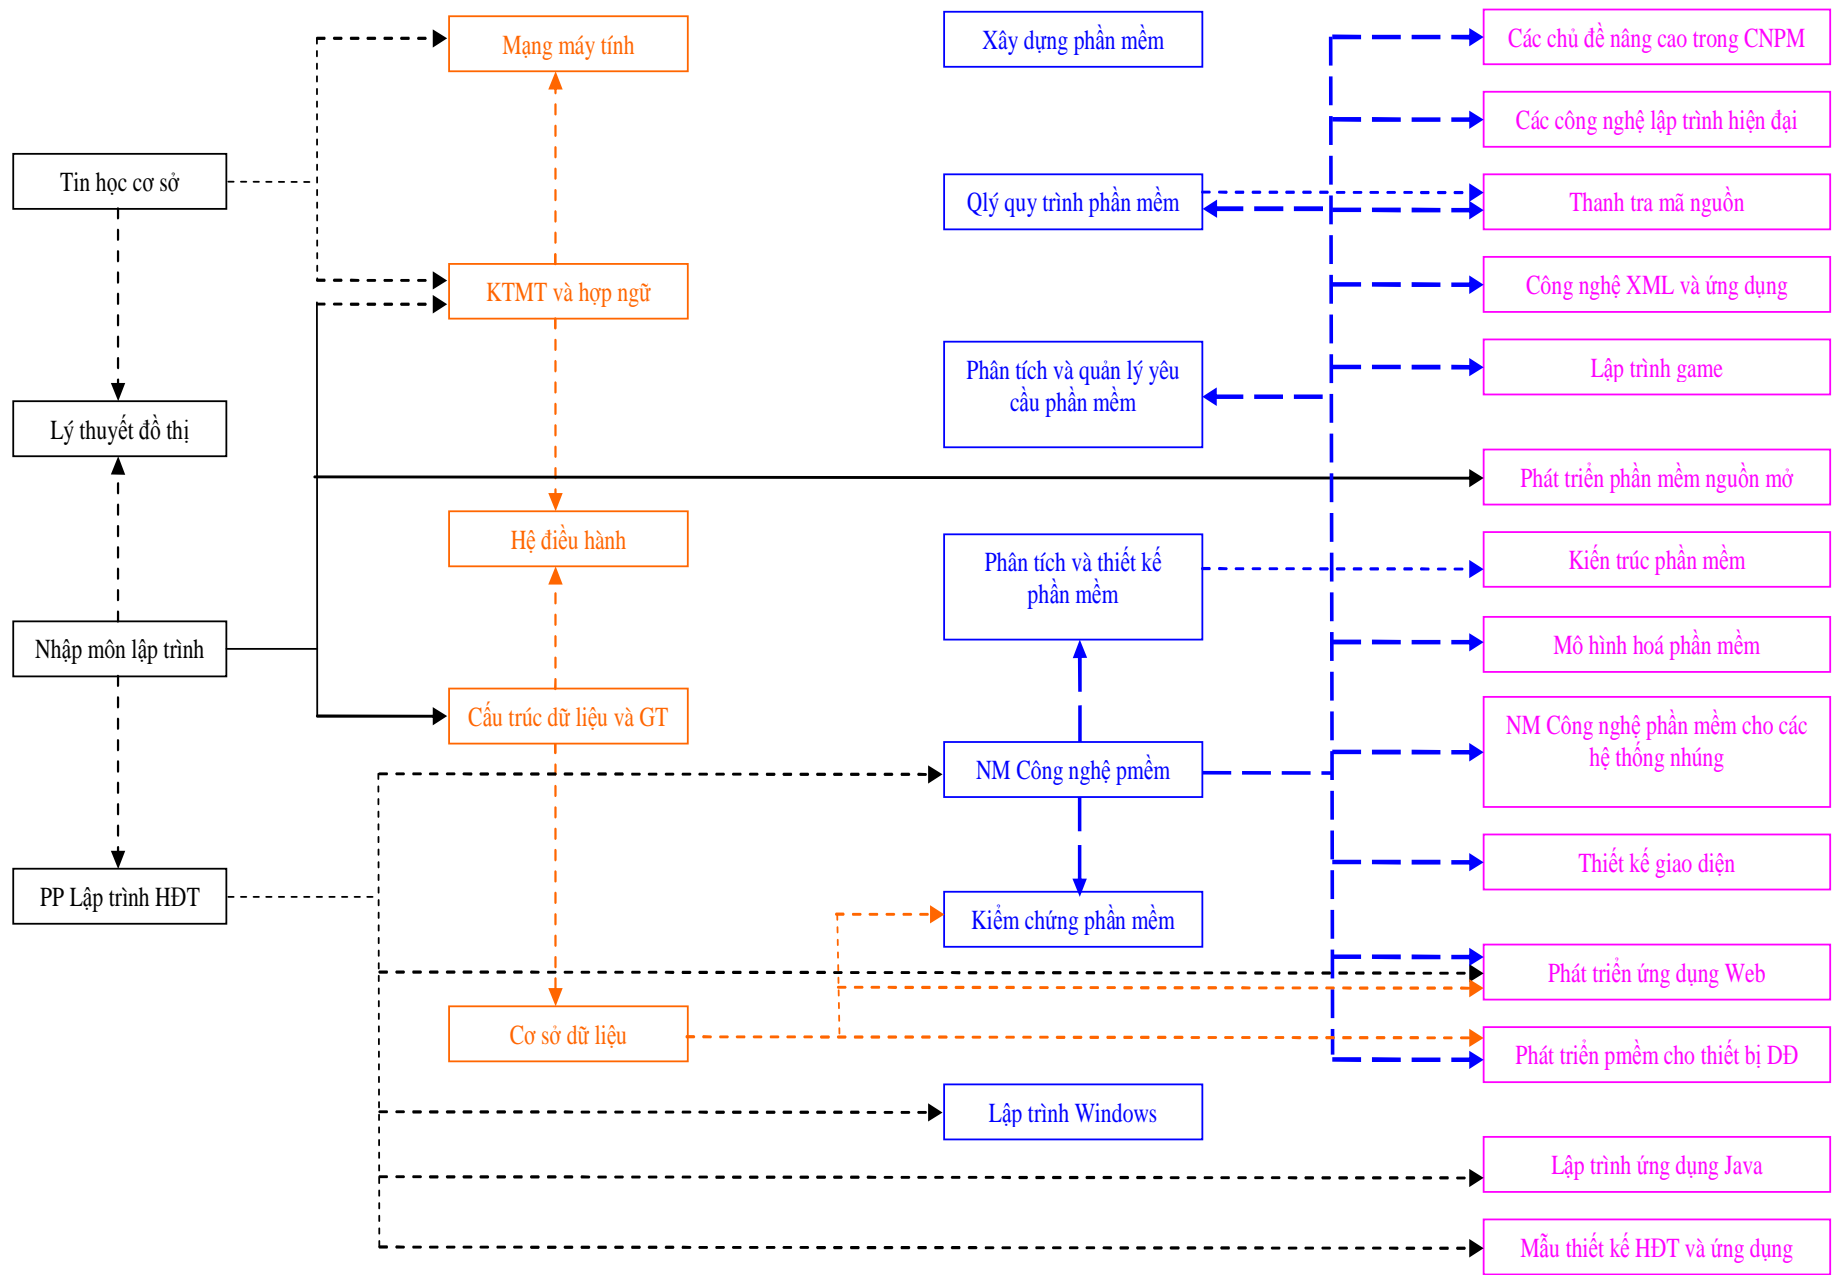 Tin học cơ sở
Lý thuyết đồ thị
Nhập môn lập trình
PP Lập trình HĐT
Mạng máy tính
KTMT và hợp ngữ
Hệ điều hành
Cấu trúc dữ liệu và GT
Cơ sở dữ liệu
Xây dựng phần mềm
Qlý quy trình phần mềm
Phân tích và quản lý yêu
cầu phần mềm
Phân tích và thiết kế
phần mềm
NM Công nghệ pmềm
Kiểm chứng phần mềm
Lập trình Windows
Các chủ đề nâng cao trong CNPM
Các công nghệ lập trình hiện đại
Thanh tra mã nguồn
Công nghệ XML và ứng dụng
Lập trình game
Phát triển phần mềm nguồn mở
Kiến trúc phần mềm
Mô hình hoá phần mềm
NM Công nghệ phần mềm cho các
hệ thống nhúng
Thiết kế giao diện
Phát triển ứng dụng Web
Phát triển pmềm cho thiết bị DĐ
Lập trình ứng dụng Java
Mẫu thiết kế HĐT và ứng dụng